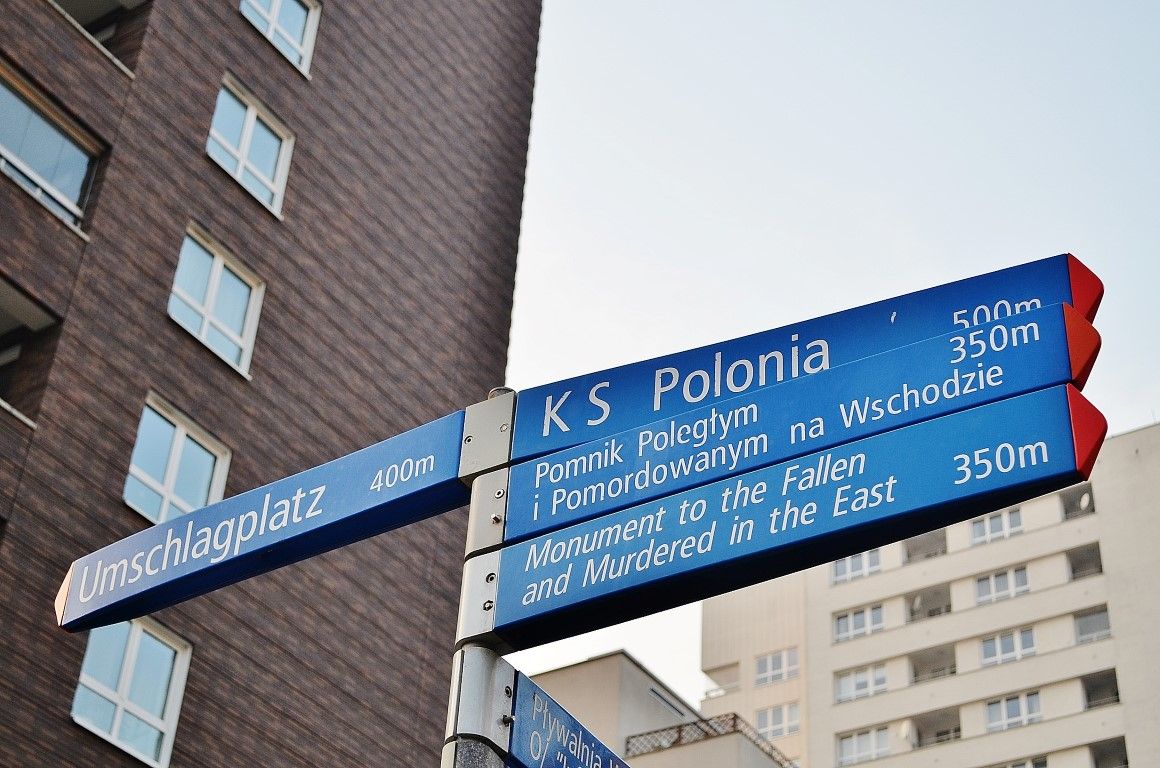 Umschlagplatz 400m
K S Polonia 500m
Pomnik Poległym 350m
i Pomordowanym na Wschodzie
Monument to the Fallen 350m
and Murdered in the East
Pływalnia